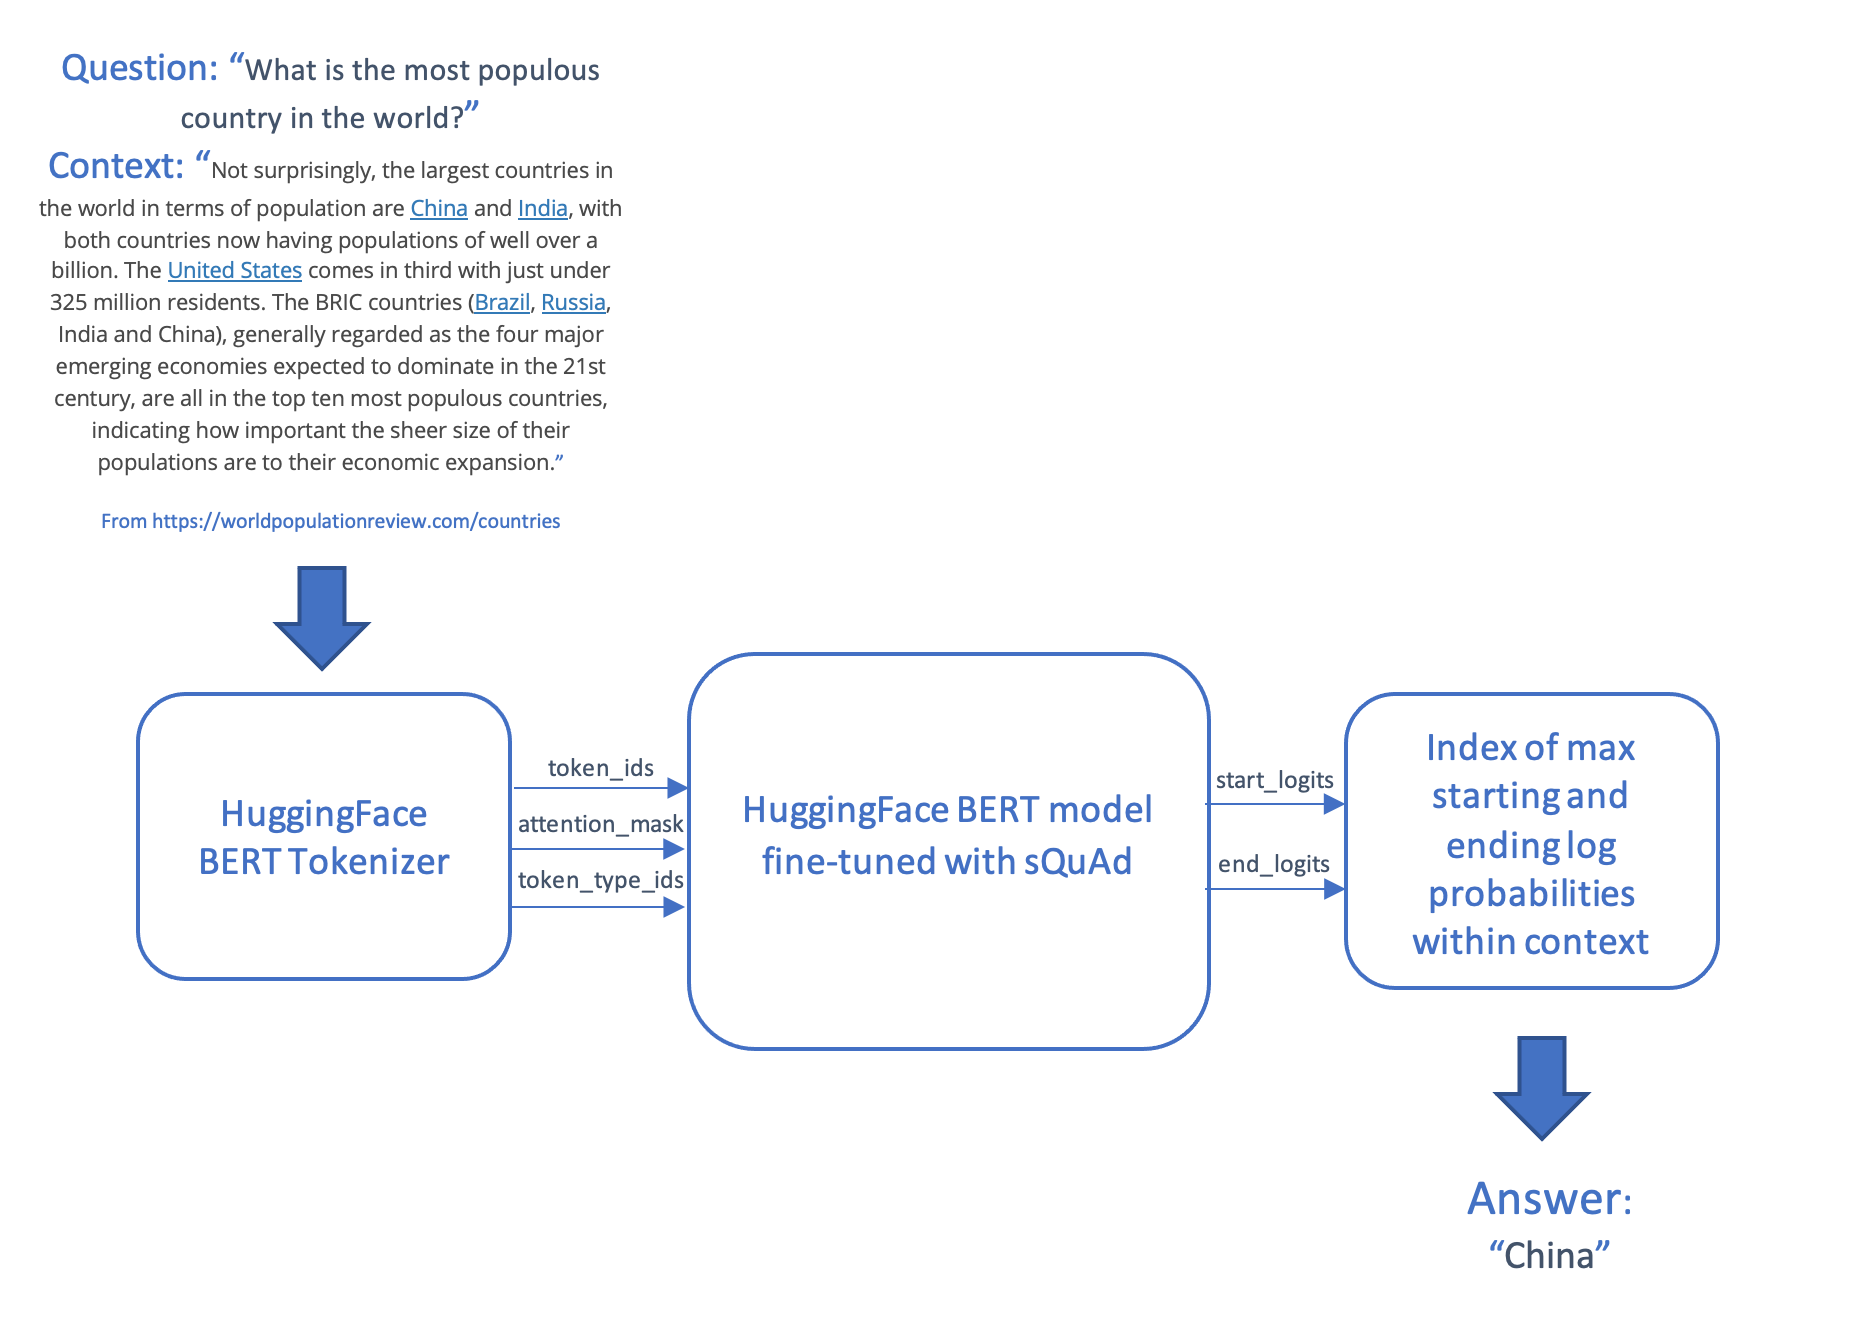 Question: “What is the most populous
country in the world?”
Context: “Not surprisingly, the largest countries in
the world in terms of population are China and India, with
both countries now having populations of well over a
billion. The United States comes in third with just under
325 million residents. The BRIC countries (Brazil, Russia,
India and China), generally regarded as the four major
emerging economies expected to dominate in the 21st
century, are all in the top ten most populous countries,
indicating how important the sheer size of their
populations are to their economic expansion.”
From https://worldpopulationreview.com/countries
HuggingFace
BERT Tokenizer
token_ids
attention_mask
token_type_ids
HuggingFace BERT model
fine-tuned with sQuAd
start_logits
end_logits
Index of max
starting and
ending log
probabilities
within context
Answer:
“China”